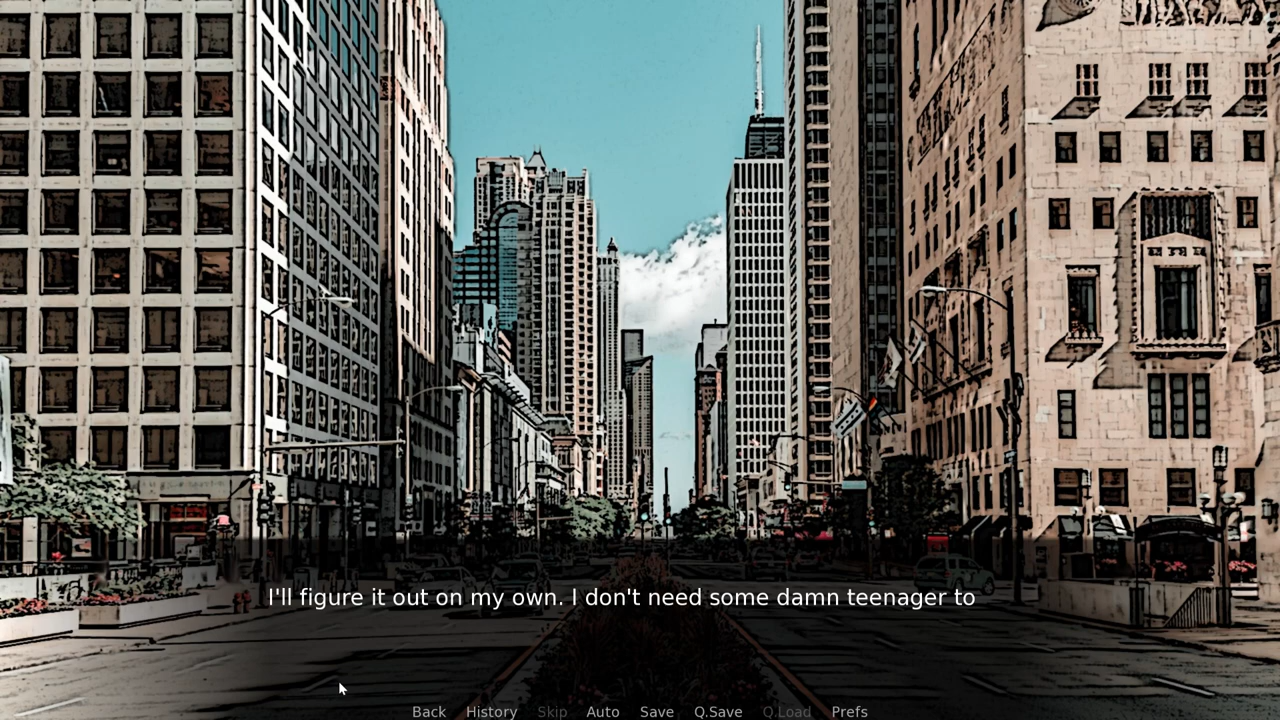 I'll figure it out on my own. I don't need some damn teenager to
Back History Skip Auto Save Q.Save Q.Load Prefs